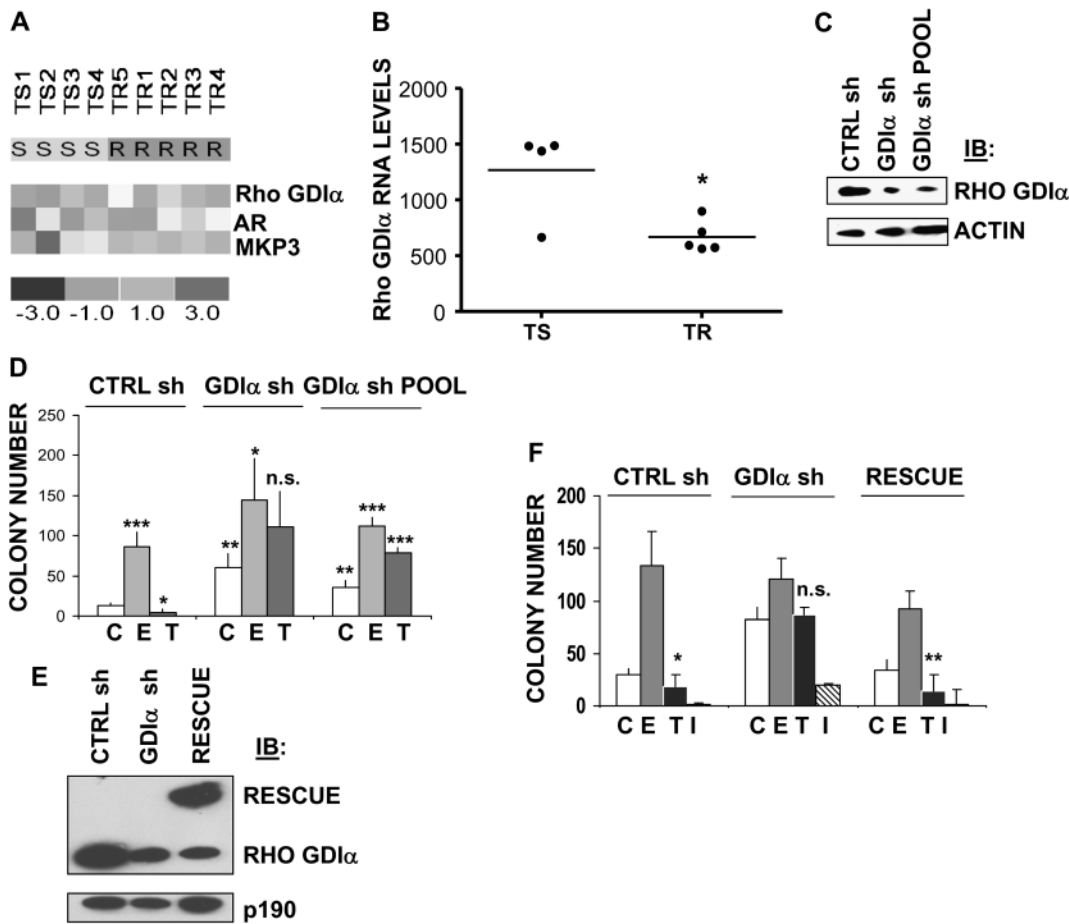 A
TS1 TS2 TS3 TS4 TR5 TR1 TR2 TR3 TR4
S S S S R R R R R
Rho GDIα
AR
MKP3
-3.0 -1.0 1.0 3.0
B
Rho GDIα RNA LEVELS
2000
1500
1000
500
0
*
TS TR
C
CTRL sh
GDIα sh
GDIα sh POOL
IB:
RHO GDIα
ACTIN
D
CTRL sh GDIα sh GDIα sh POOL
COLONY NUMBER
250
200
150
100
50
0
*** * ** * n.s. ** *** ***
C E T C E T C E T
E
CTRL sh
GDIα sh
RESCUE
IB:
RESCUE
RHO GDIα
p190
F
CTRL sh GDIα sh RESCUE
COLONY NUMBER
200
150
100
50
0
* n.s. **
C E T I C E T I C E T I